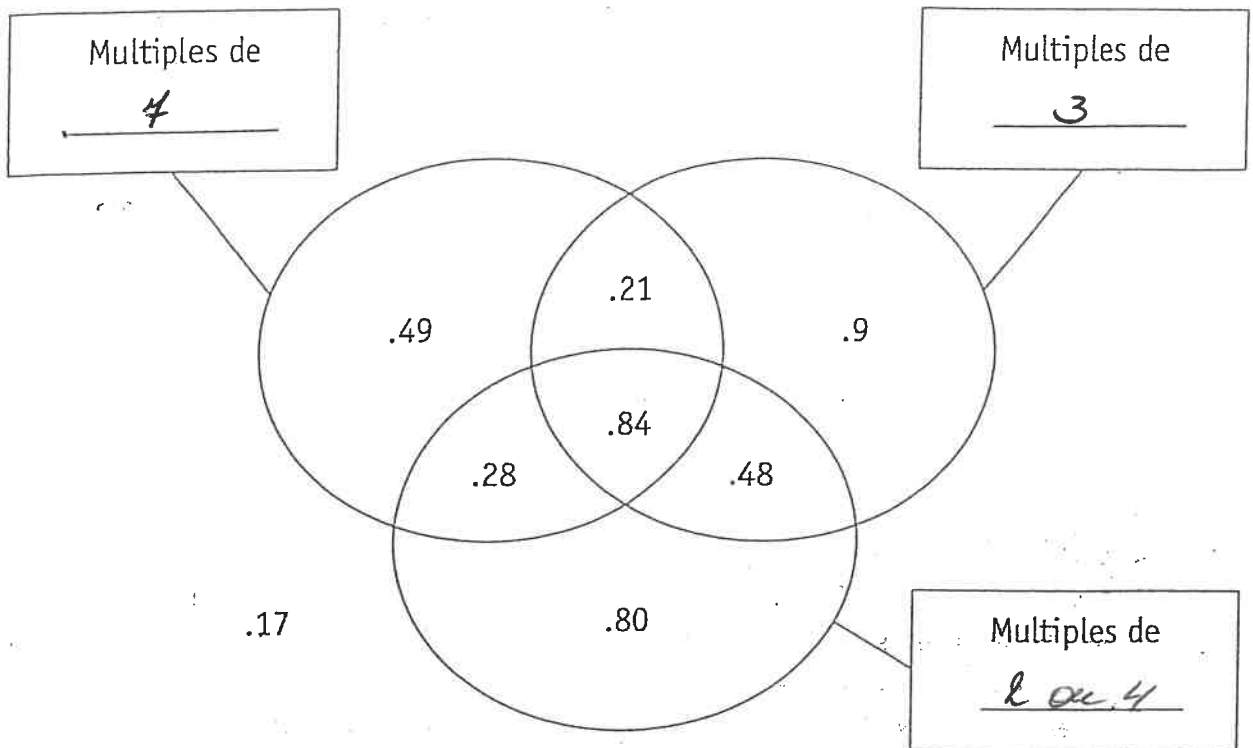 Multiples de
7
Multiples de
3
.21
.49
.9
.84
.28
.48
.17
.80
Multiples de
2 ou 4